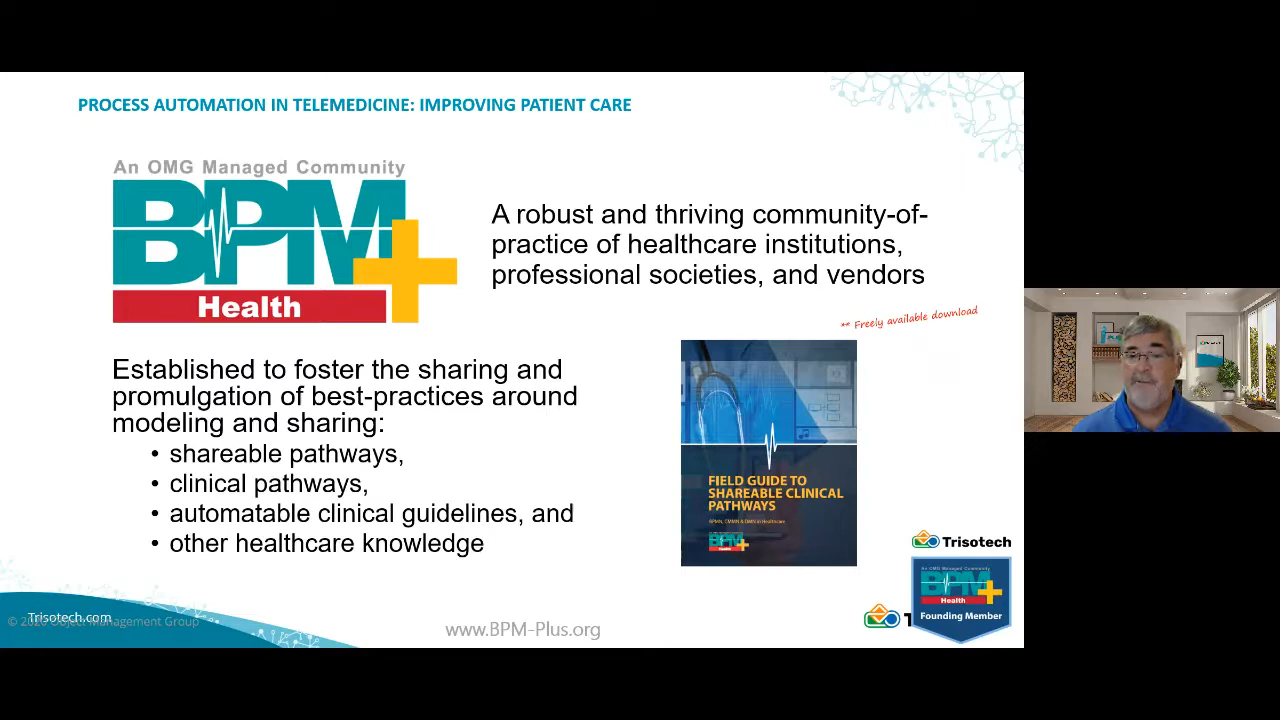 PROCESS AUTOMATION IN TELEMEDICINE: IMPROVING PATIENT CARE
An OMG Managed Community
BPM+
Health
A robust and thriving community-of-
practice of healthcare institutions,
professional societies, and vendors
** Freely available download
Established to foster the sharing and
promulgation of best-practices around
modeling and sharing:
• shareable pathways,
• clinical pathways,
• automatable clinical guidelines, and
• other healthcare knowledge
FIELD GUIDE TO
SHAREABLE CLINICAL
PATHWAYS
BPMN, CMMN & DMN in Healthcare
BPM+
Health
Trisotech
An OMG Managed Community
BPM+
Health
Founding Member
T
Trisotech.com
© 2020 Object Management Group
www.BPM-Plus.org